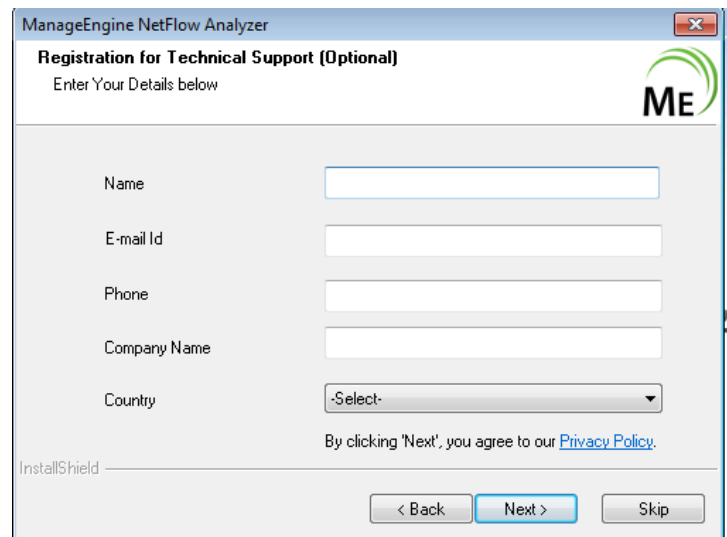 ManageEngine NetFlow Analyzer
Registration for Technical Support (Optional)
Enter Your Details below
ME
Name
E-mail Id
Phone
Company Name
Country
-Select-
By clicking 'Next', you agree to our Privacy Policy.
InstallShield
< Back
Next >
Skip